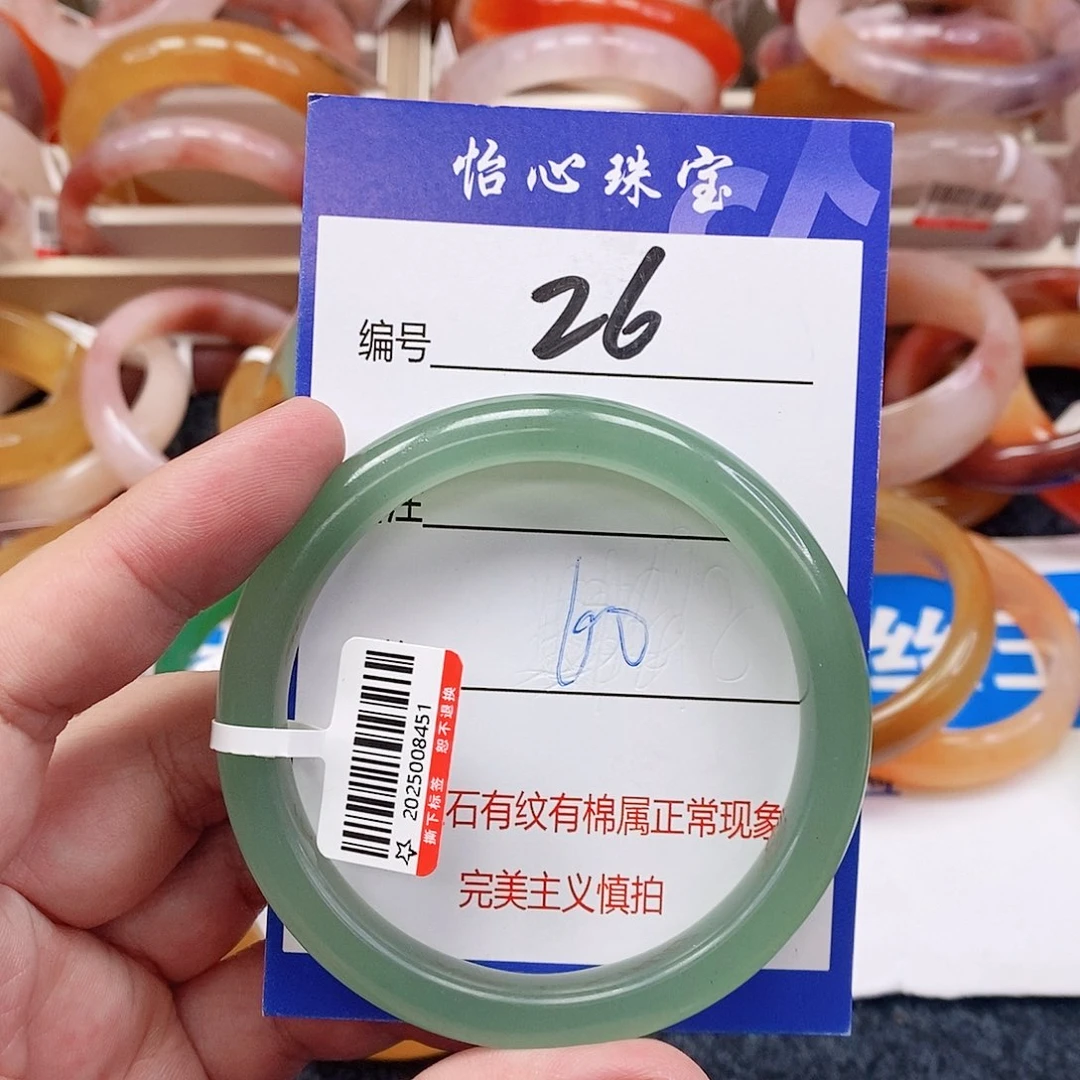 怡心珠宝
编号 26
注
60
2025008451
撕下标签 恕不退换
石有纹有棉属正常现象
完美主义慎拍